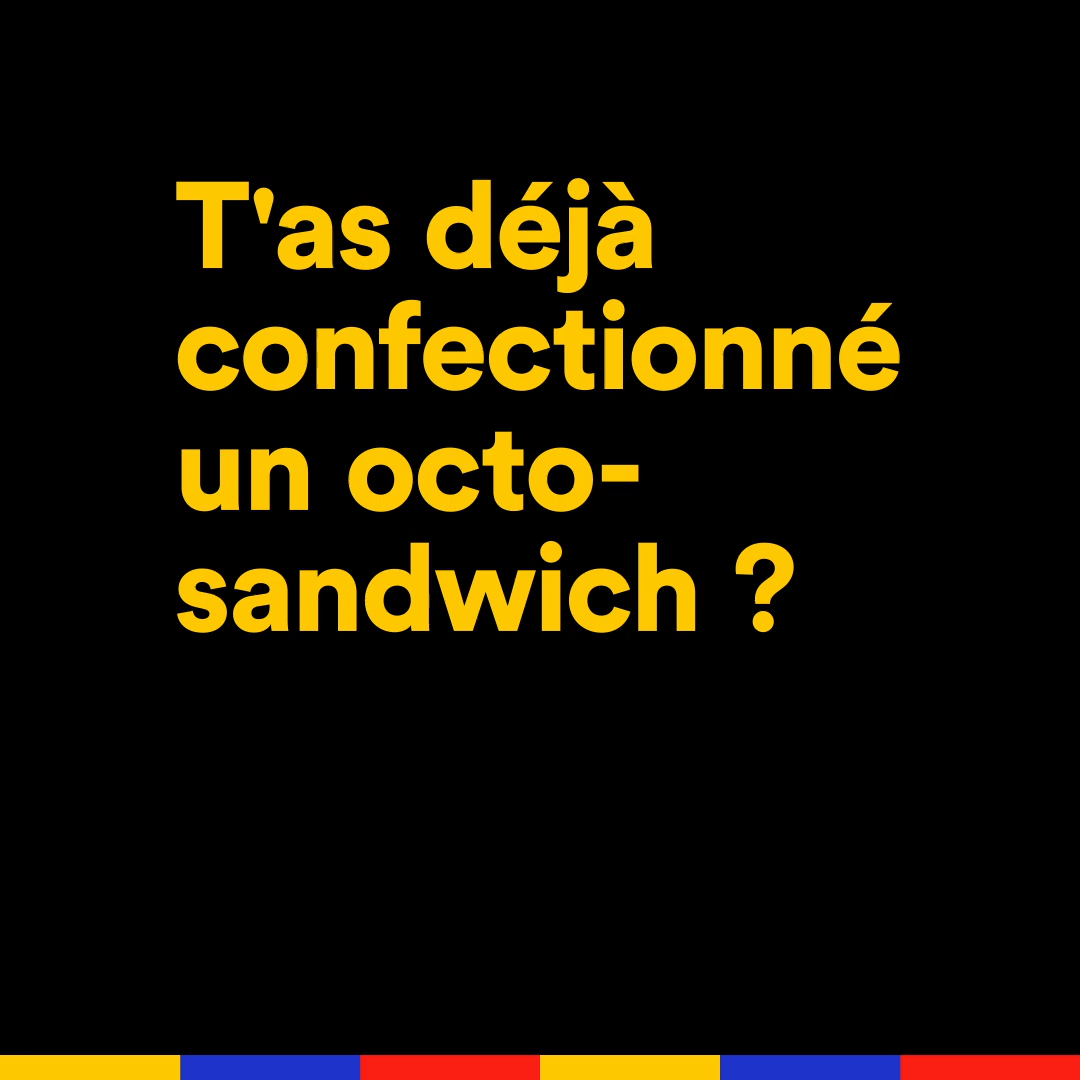 T'as déjà
confectionné
un octo-
sandwich ?